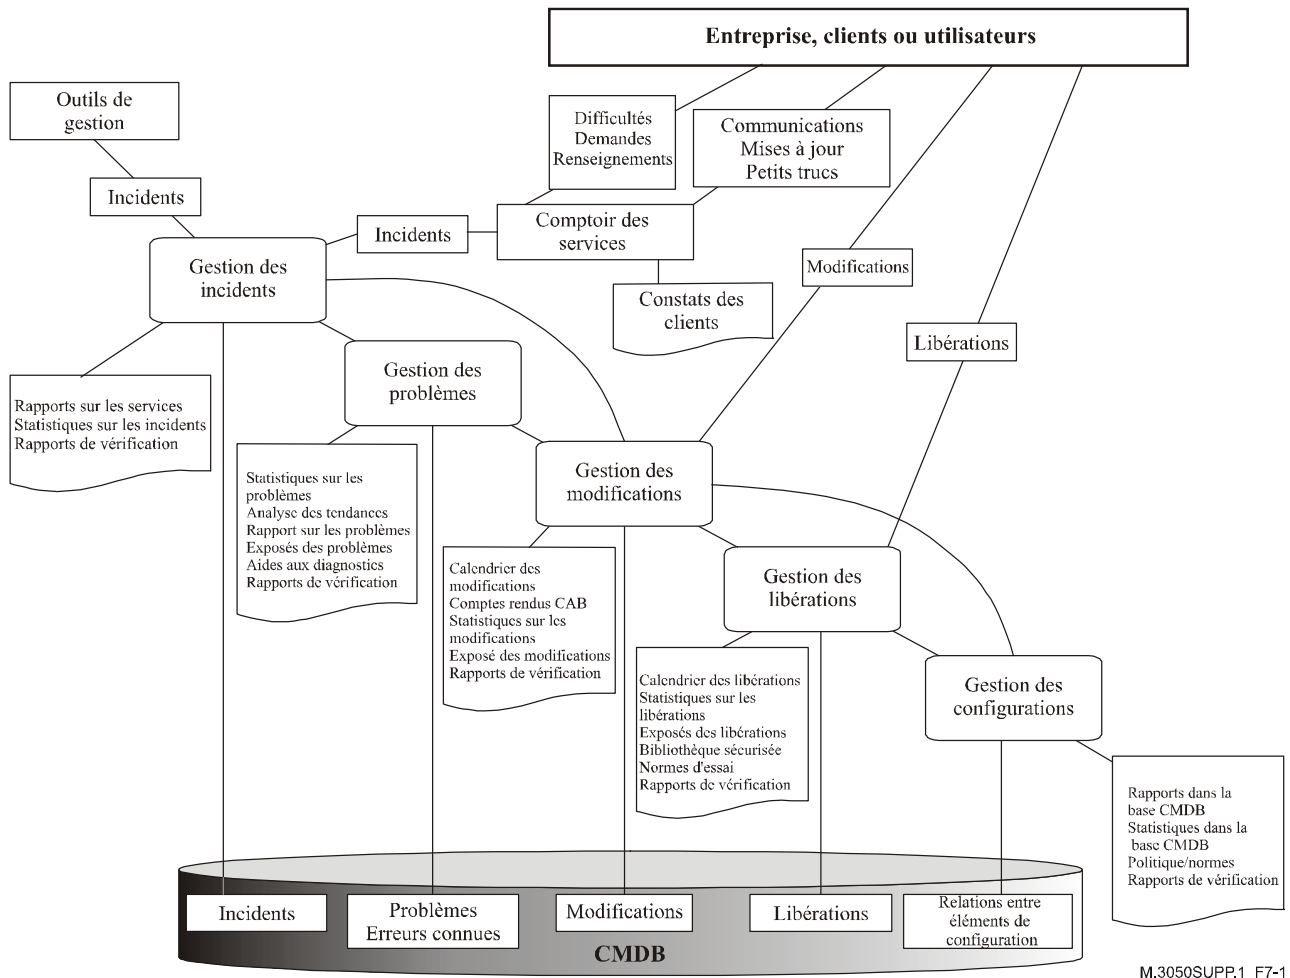 Entreprise, clients ou utilisateurs
Outils de
gestion
Difficultés
Demandes
Renseignements
Communications
Mises à jour
Petits trucs
Incidents
Incidents
Comptoir des
services
Gestion des
incidents
Modifications
Constats des
clients
Libérations
Gestion des
problèmes
Rapports sur les services
Statistiques sur les incidents
Rapports de vérification
Gestion des
modifications
Statistiques sur les
problèmes
Analyse des tendances
Rapport sur les problèmes
Exposés des problèmes
Aides aux diagnostics
Rapports de vérification
Gestion des
libérations
Calendrier des
modifications
Comptes rendus CAB
Statistiques sur les
modifications
Exposé des modifications
Rapports de vérification
Gestion des
configurations
Calendrier des libérations
Statistiques sur les
libérations
Exposés des libérations
Bibliothèque sécurisée
Normes d'essai
Rapports de vérification
Rapports dans la
base CMDB
Statistiques dans la
base CMDB
Politique/normes
Rapports de vérification
Incidents
Problèmes
Erreurs connues
Modifications
Libérations
Relations entre
éléments de
configuration
CMDB
M.3050SUPP.1_F7-1